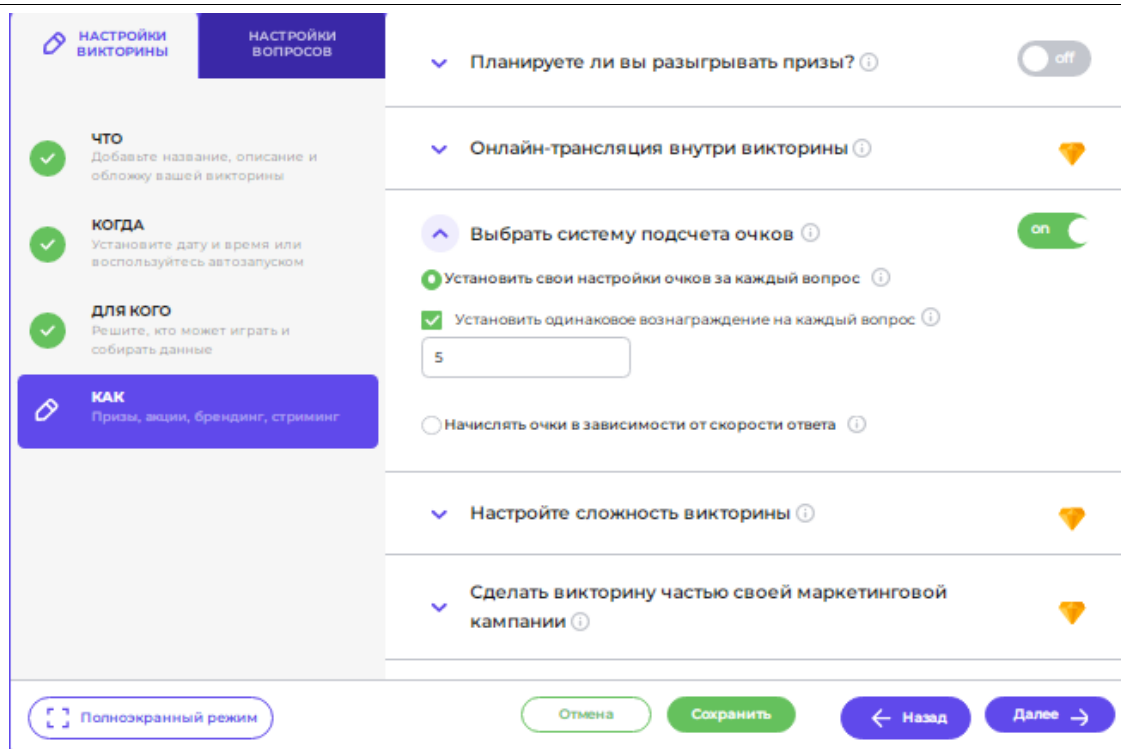 НАСТРОЙКИ
ВИКТОРИНЫ
НАСТРОЙКИ
ВОПРОСОВ
ЧТО
Добавьте название, описание и
обложку вашей викторины
КОГДА
Установите дату и время или
воспользуйтесь автозапуском
ДЛЯ КОГО
Решите, кто может играть и
собирать данные
КАК
Призы, акции, брендинг, стриминг
Планируете ли вы разыгрывать призы?
off
Онлайн-трансляция внутри викторины
Выбрать систему подсчета очков
on
Установить свои настройки очков за каждый вопрос
Установить одинаковое вознаграждение на каждый вопрос
5
Начислять очки в зависимости от скорости ответа
Настройте сложность викторины
Сделать викторину частью своей маркетинговой
кампании
Полноэкранный режим
Отмена
Сохранить
Назад
Далее